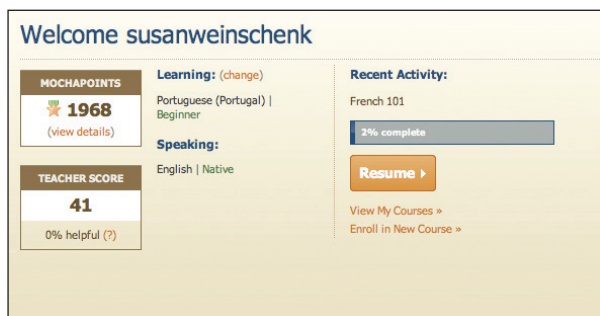 Welcome susanweinschenk
MOCHAPOINTS
1968
(view details)
TEACHER SCORE
41
0% helpful (?)
Learning: (change)
Portuguese (Portugal) |
Beginner
Speaking:
English | Native
Recent Activity:
French 101
2% complete
Resume
View My Courses »
Enroll in New Course »